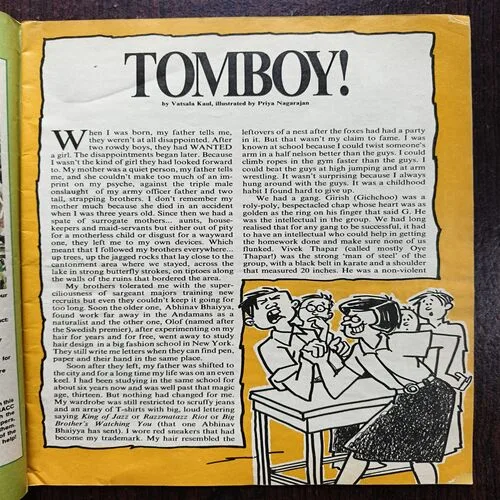 TOMBOY!
by Vatsala Kaul, illustrated by Priya Nagarajan
When I was born, my father tells me,
they weren't at all disappointed. After
two rowdy boys, they had WANTED
a girl. The disappointments began later. Because
I wasn't the kind of girl they had looked forward
to. My mother was a quiet person, my father tells
me, and she couldn't make too much of an im-
print on my psyche, against the triple male
onslaught of my army officer father and two
tall, strapping brothers. I don't remember my
mother much because she died in an accident
when I was three years old. Since then we had a
spate of surrogate mothers... aunts, house-
keepers and maid-servants but either out of pity
for a motherless child or disgust for a wayward
one, they left me to my own devices. Which
meant that I followed my brothers everywhere...
up trees, up the jagged rocks that lay close to the
cantonment area where we stayed, across the
lake in strong butterfly strokes, on tiptoes along
the walls of the ruins that bordered the area.
My brothers tolerated me with the super-
ciliousness of sargeant majors training new
recruits but even they couldn't keep it going for
too long. Soon the older one, Abhinav Bhaiyya,
found work far away in the Andamans as a
naturalist and the other one, Olof (named after
the Swedish premier), after experimenting on my
hair for years and for free, went away to study
hair design in a big fashion school in New York.
They still write me letters when they can find pen,
paper and their hand in the same place.
Soon after they left, my father was shifted to
the city and for a long time my life was on an even
keel. I had been studying in the same school for
about six years now and was well past that magic
age, thirteen. But nothing had changed for me.
My wardrobe was still restricted to scruffy jeans
and an array of T-shirts with big, loud lettering
saying King of Jazz or Razzmatazz Riot or Big
Brother's Watching You (that one Abhinav
Bhaiyya has sent). I wore red sneakers that had
become my trademark. My hair resembled the
leftovers of a nest after the foxes had had a party
in it. But that wasn't my claim to fame. I was
known at school because I could twist someone's
arm in a half nelson better than the guys. I could
climb ropes in the gym faster than the guys. I
could beat the guys at high jumping and at arm
wrestling. It wasn't surprising because I always
hung around with the guys. It was a childhood
habit I found hard to give up.
We had a gang. Girish (Gichchoo) was a
roly-poly, bespectacled chap whose heart was as
golden as the ring on his finger that said G. He
was the intellectual in the group. We had long
realised that for any gang to be successful, it had
to have an intellectual who could help in getting
the homework done and make sure none of us
flunked. Vivek Thapar (called mostly Oye
Thapar!) was the strong 'man of steel' of the
group, with a black belt in karate and a shoulder
that measured 20 inches. He was a non-violent
our
for
this
ACC
the
pers.
them
of the
help!